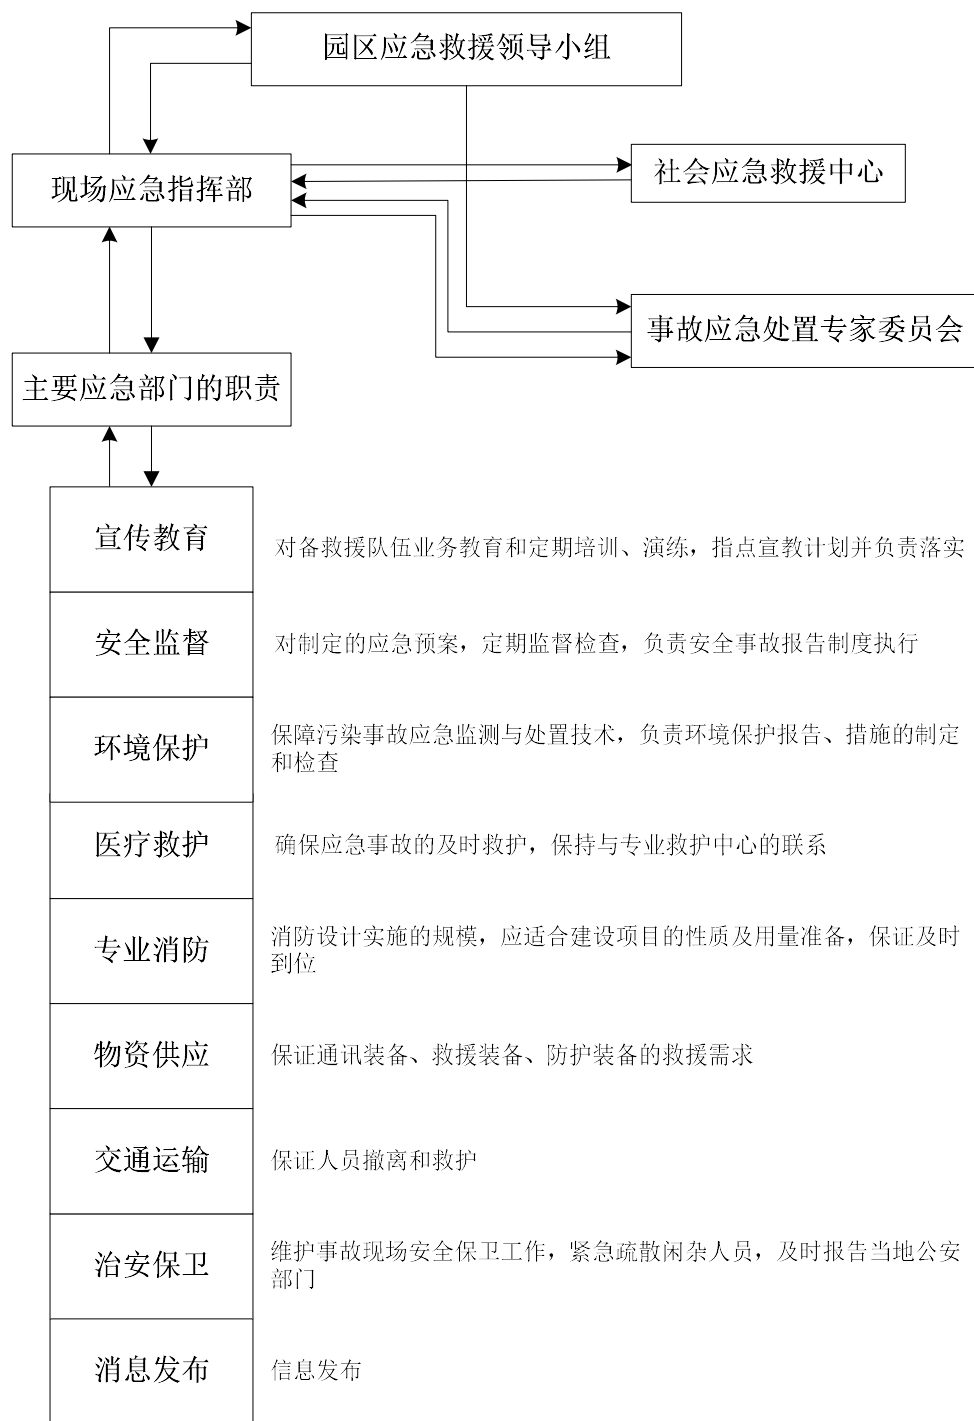 园区应急救援领导小组
现场应急指挥部
社会应急救援中心
事故应急处置专家委员会
主要应急部门的职责
宣传教育
对备救援队伍业务教育和定期培训、演练，指点宣教计划并负责落实
安全监督
对制定的应急预案，定期监督检查，负责安全事故报告制度执行
环境保护
保障污染事故应急监测与处置技术，负责环境保护报告、措施的制定
和检查
医疗救护
确保应急事故的及时救护，保持与专业救护中心的联系
专业消防
消防设计实施的规模，应适合建设项目的性质及用量准备，保证及时
到位
物资供应
保证通讯装备、救援装备、防护装备的救援需求
交通运输
保证人员撤离和救护
治安保卫
维护事故现场安全保卫工作，紧急疏散闲杂人员，及时报告当地公安
部门
消息发布
信息发布